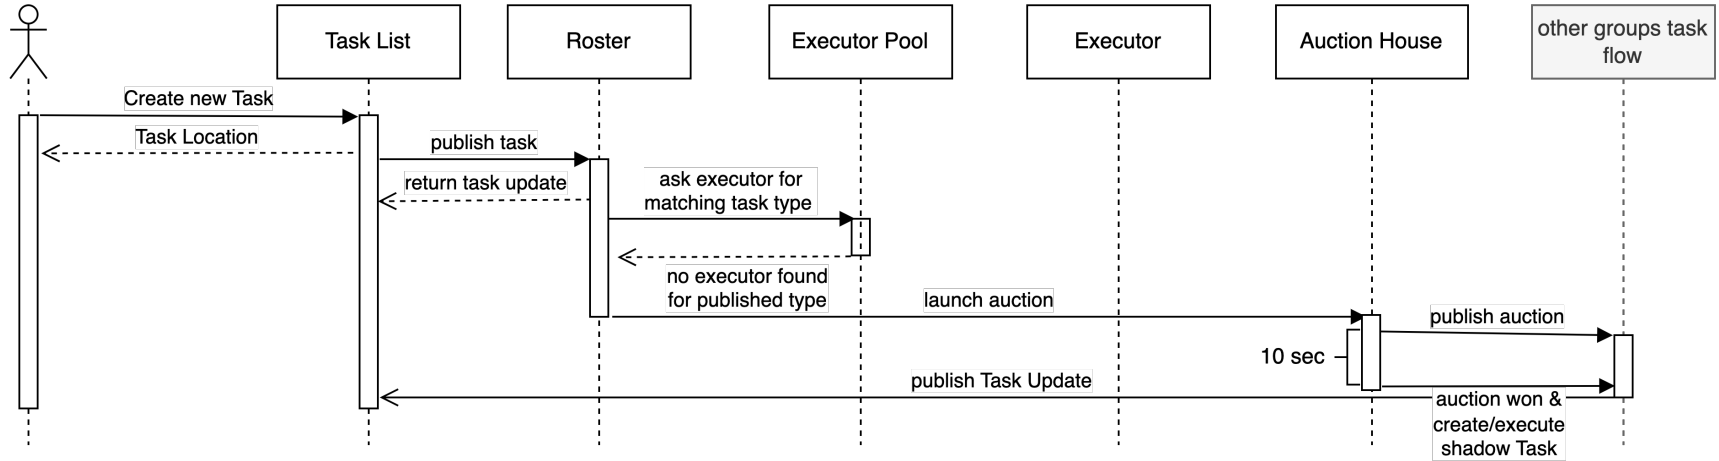 Task List
Roster
Executor Pool
Executor
Auction House
other groups task
flow
Create new Task
Task Location
publish task
return task update
ask executor for
matching task type
no executor found
for published type
launch auction
publish auction
10 sec
publish Task Update
auction won &
create/execute
shadow Task